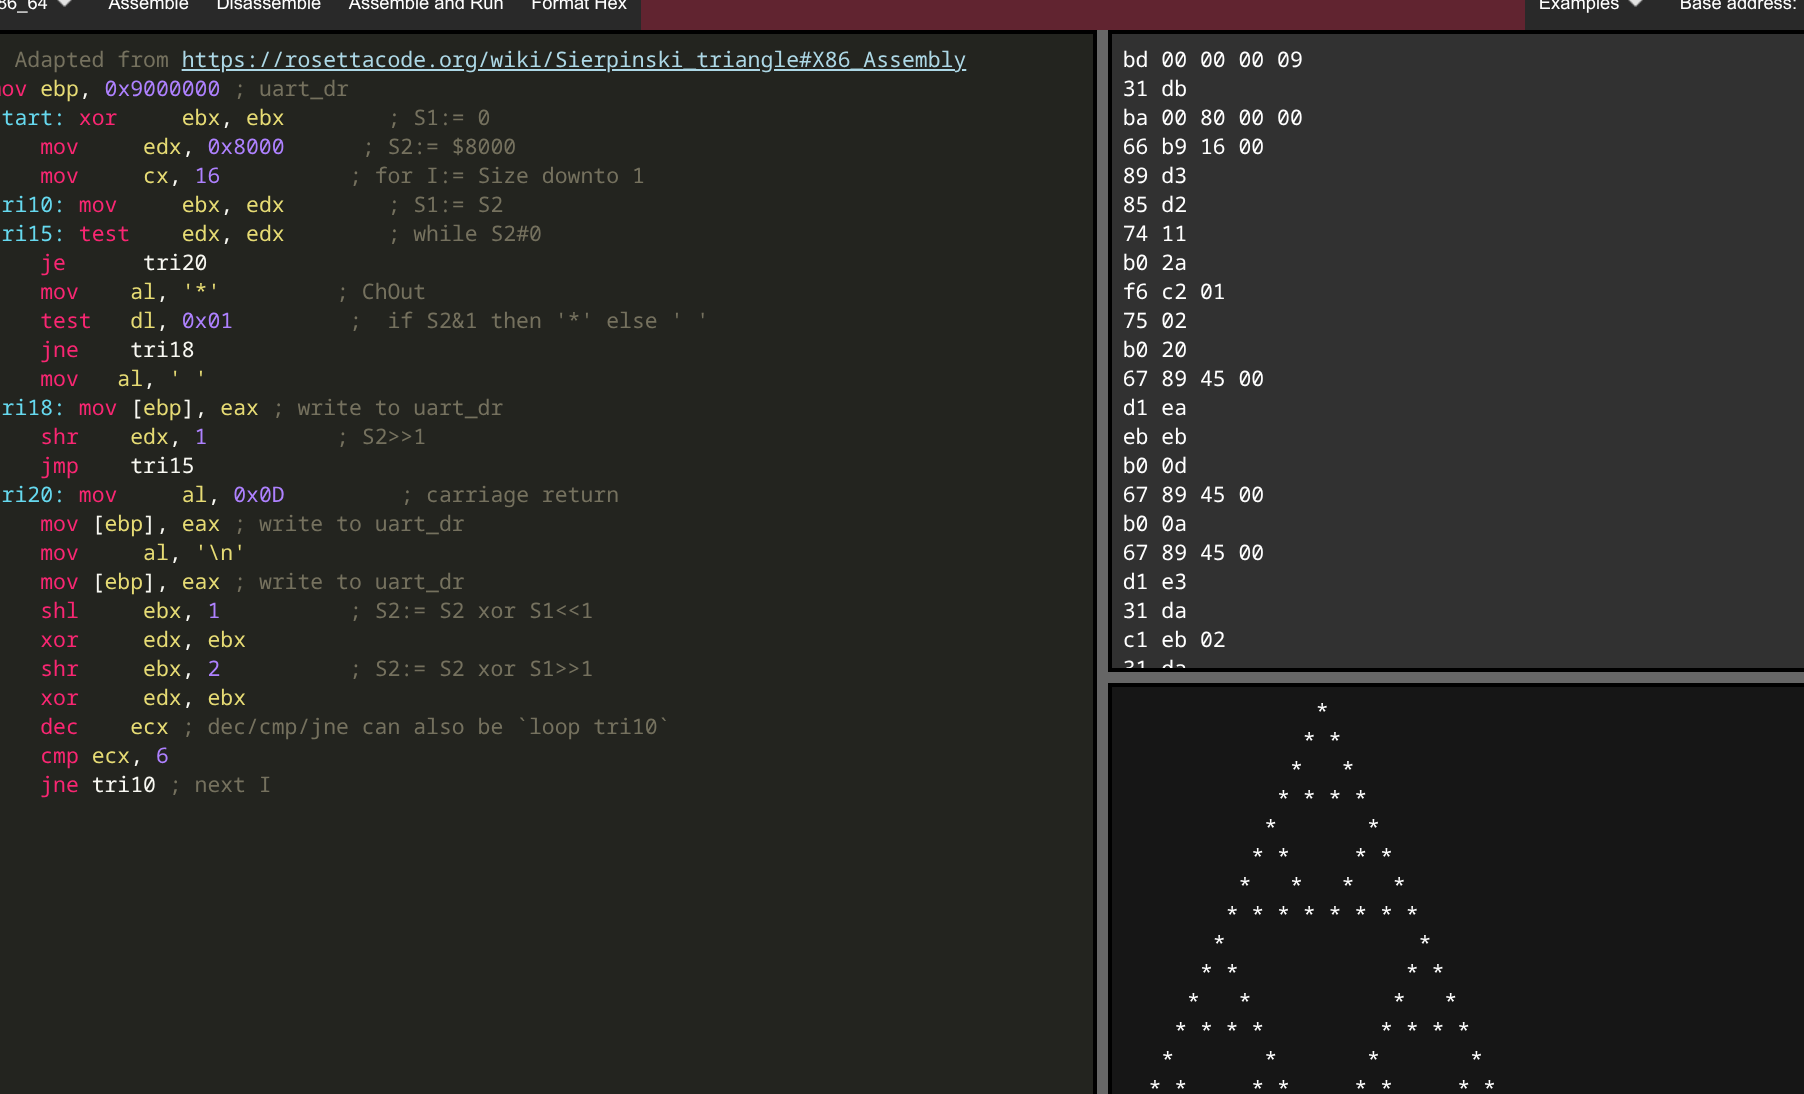 86_64 Assemble Disassemble Assemble and Run Format Hex Examples Base address:
Adapted from https://rosettacode.org/wiki/Sierpinski_triangle#X86_Assembly
ov ebp, 0x9000000 ; uart_dr
tart: xor ebx, ebx ; S1:= 0
mov edx, 0x8000 ; S2:= $8000
mov cx, 16 ; for I:= Size downto 1
ri10: mov ebx, edx ; S1:= S2
ri15: test edx, edx ; while S2#0
je tri20
mov al, '*' ; ChOut
test dl, 0x01 ; if S2&1 then '*' else ' '
jne tri18
mov al, ' '
ri18: mov [ebp], eax ; write to uart_dr
shr edx, 1 ; S2>>1
jmp tri15
ri20: mov al, 0x0D ; carriage return
mov [ebp], eax ; write to uart_dr
mov al, '\n'
mov [ebp], eax ; write to uart_dr
shl ebx, 1 ; S2:= S2 xor S1<<1
xor edx, ebx
shr ebx, 2 ; S2:= S2 xor S1>>1
xor edx, ebx
dec ecx ; dec/cmp/jne can also be `loop tri10`
cmp ecx, 6
jne tri10 ; next I
bd 00 00 00 09
31 db
ba 00 80 00 00
66 b9 16 00
89 d3
85 d2
74 11
b0 2a
f6 c2 01
75 02
b0 20
67 89 45 00
d1 ea
eb eb
b0 0d
67 89 45 00
b0 0a
67 89 45 00
d1 e3
31 da
c1 eb 02
31 da
*
* *
*   *
* * * *
*       *
* *     * *
*   *   *   *
* * * * * * * *
*               *
* *             * *
*   *           *   *
* * * *         * * * *
*       *       *       *
* *     * *     * *     * *